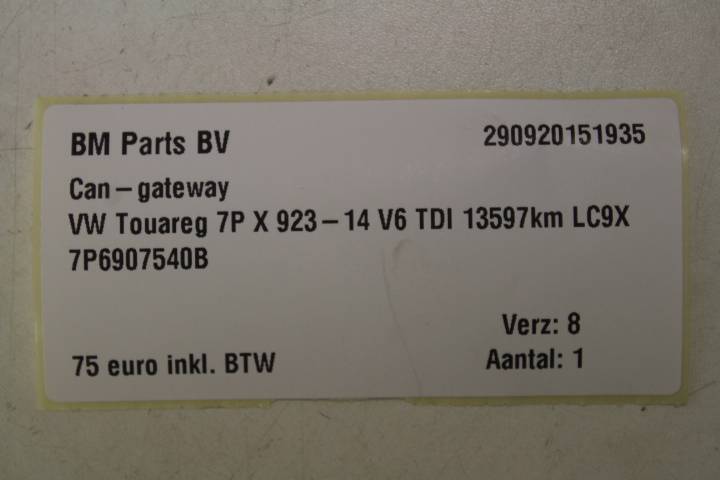 BM Parts BV 290920151935
Can-gateway
VW Touareg 7P X 923-14 V6 TDI 13597km LC9X
7P6907540B
Verz: 8
75 euro inkl. BTW Aantal: 1